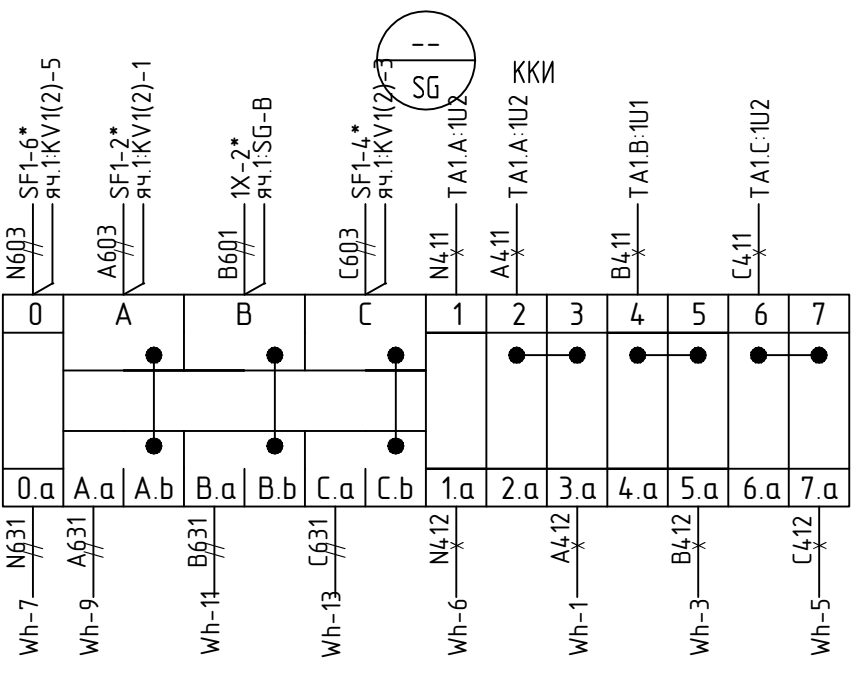 --
SG
ККИ
SF1-6*
яч.1:KV1(2)-5
SF1-2*
яч.1:KV1(2)-1
1X-2*
яч.1:SG-B
SF1-4*
яч.1:KV1(2)-3
TA1.A:1U2
TA1.A:1U2
TA1.B:1U1
TA1.C:1U2
N603
A603
B601
C603
N411
A411
B411
C411
0 A B C 1 2 3 4 5 6 7
0.a A.a A.b B.a B.b C.a C.b 1.a 2.a 3.a 4.a 5.a 6.a 7.a
N631
A631
B631
C631
N412
A412
B412
C412
Wh-7
Wh-9
Wh-11
Wh-13
Wh-6
Wh-1
Wh-3
Wh-5